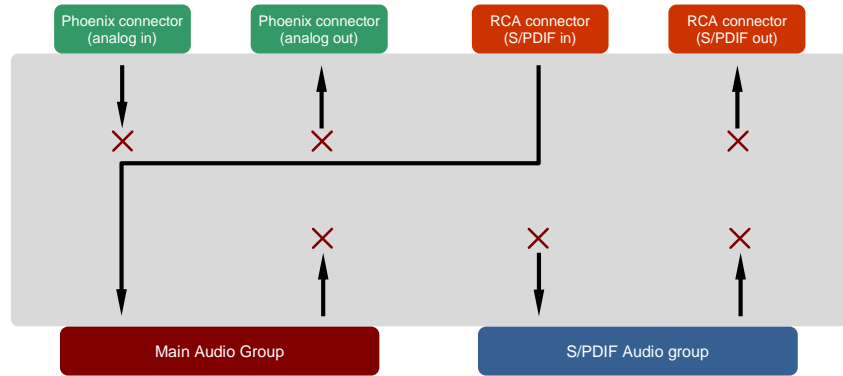 Phoenix connector
(analog in)
Phoenix connector
(analog out)
RCA connector
(S/PDIF in)
RCA connector
(S/PDIF out)
Main Audio Group
S/PDIF Audio group